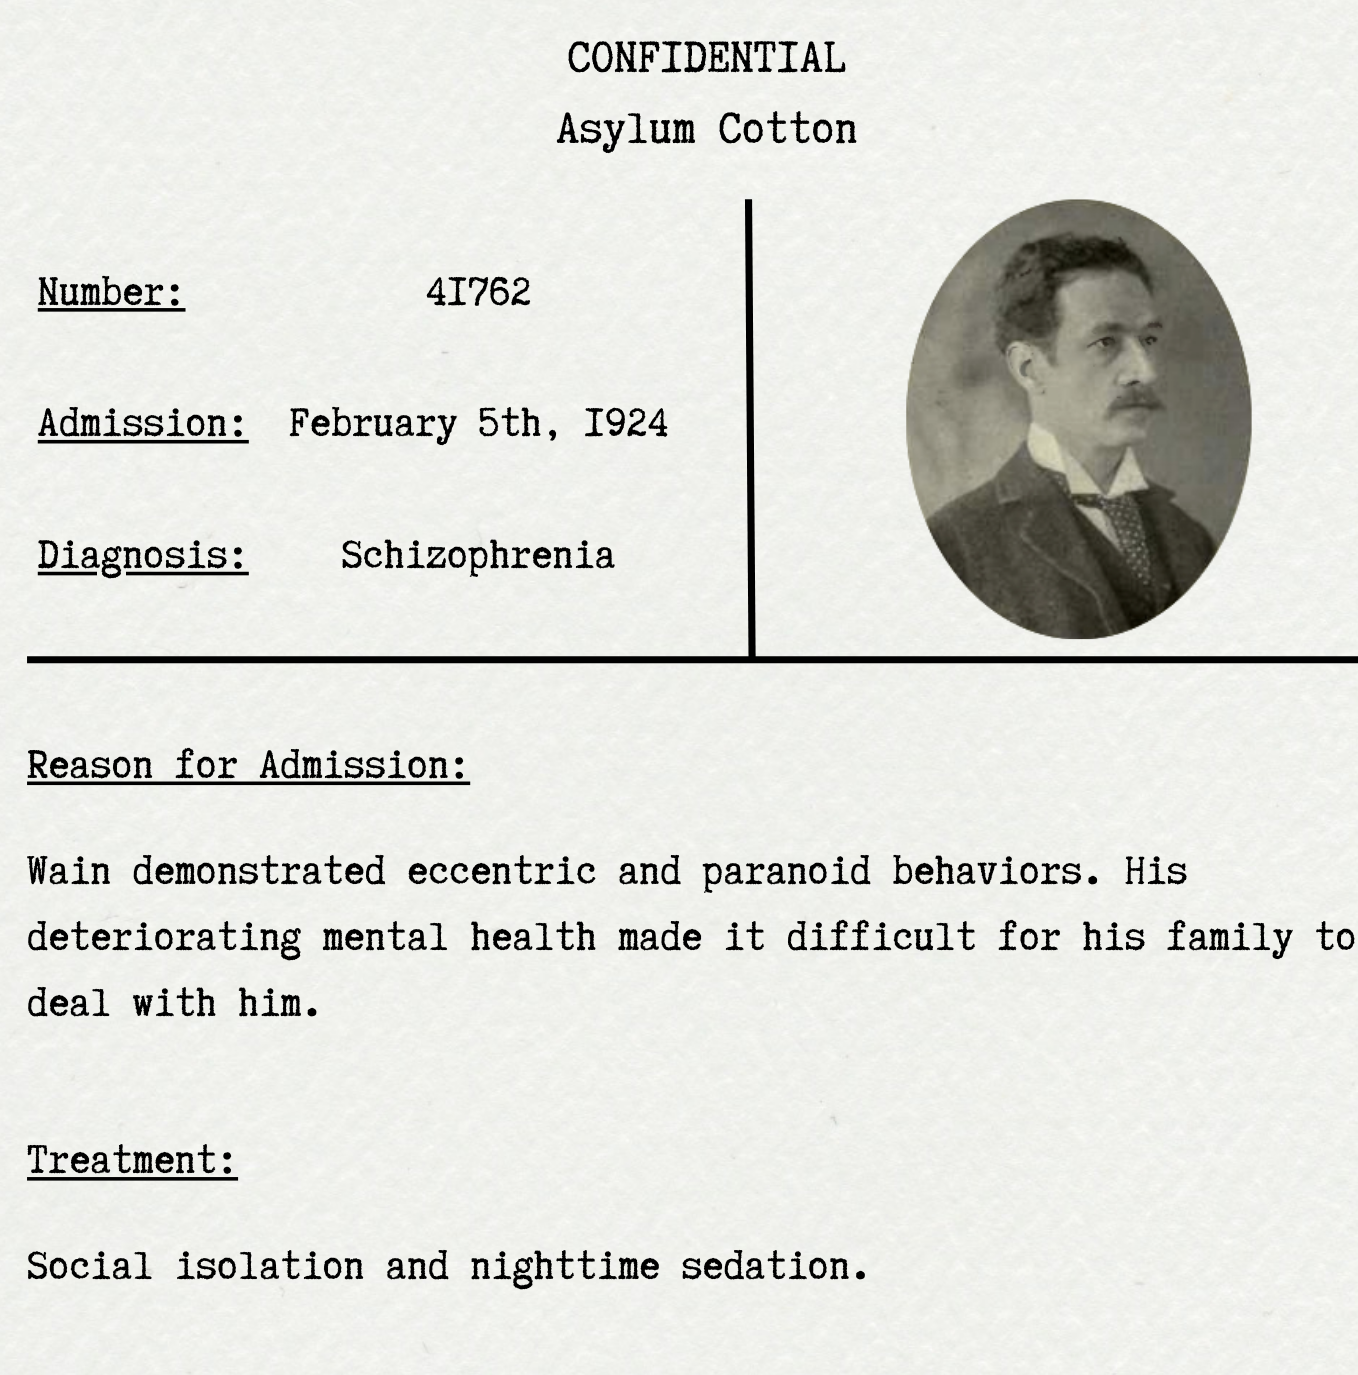 CONFIDENTIAL
Asylum Cotton
Number: 4I762
Admission: February 5th, I924
Diagnosis: Schizophrenia
Reason for Admission:
Wain demonstrated eccentric and paranoid behaviors. His
deteriorating mental health made it difficult for his family to
deal with him.
Treatment:
Social isolation and nighttime sedation.